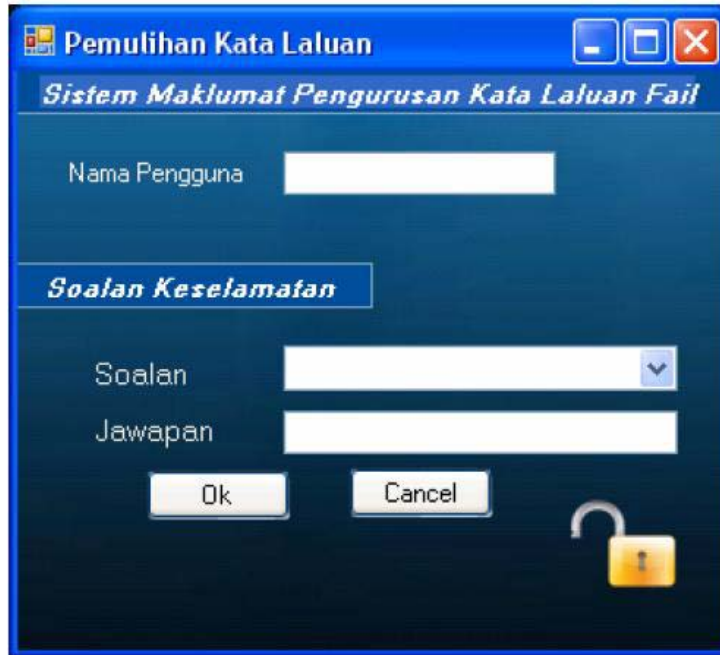 Pemulihan Kata Laluan
Sistem Maklumat Pengurusan Kata Laluan Fail
Nama Pengguna
Soalan Keselamatan
Soalan
Jawapan
Ok Cancel